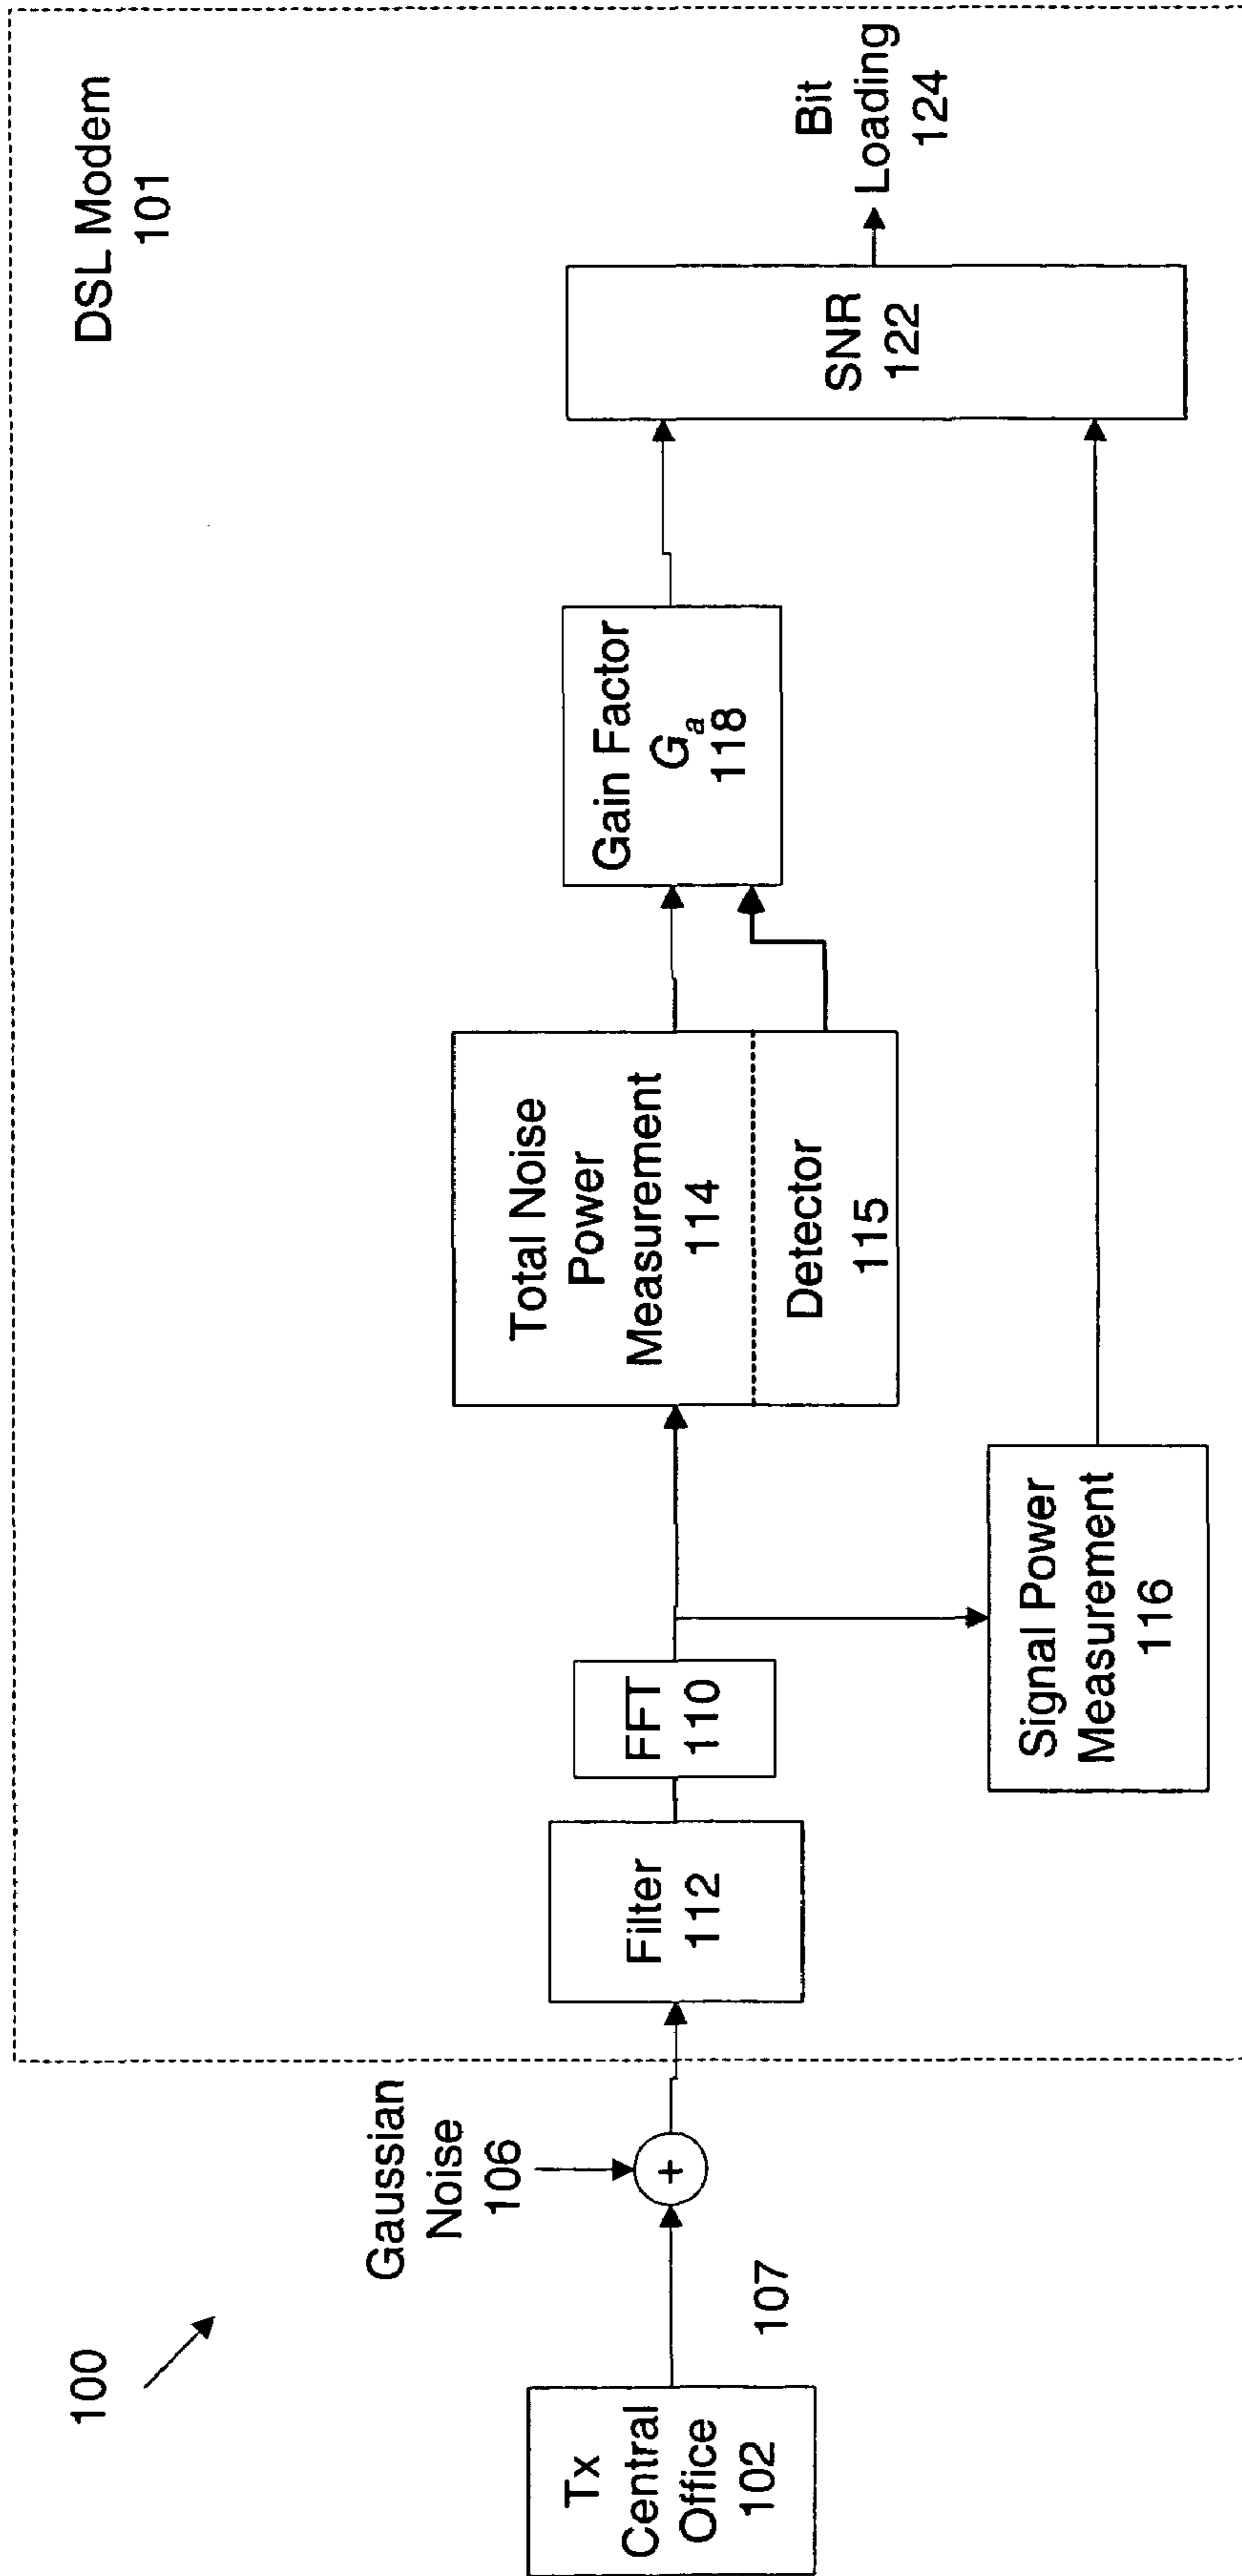 100
DSL Modem
101
Tx
Central
Office
102
107
Gaussian
Noise
106
+
Filter
112
FFT
110
Total Noise
Power
Measurement
114
Detector
115
Signal Power
Measurement
116
Gain Factor
Ga
118
SNR
122
Bit
Loading
124